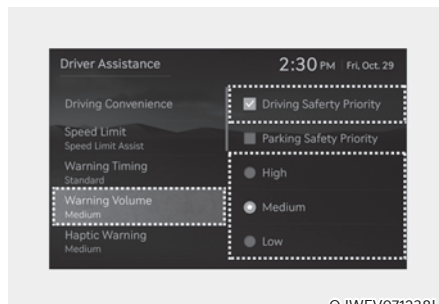 Driver Assistance
2:30 PM Fri, Oct. 29
Driving Convenience
Driving Saferty Priority
Speed Limit
Speed Limit Assist
Parking Safety Priority
Warning Timing
Standard
High
Warning Volume
Medium
Medium
Haptic Warning
Medium
Low